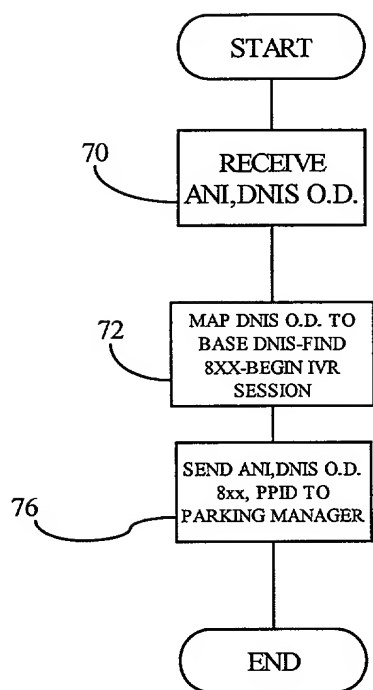 START
70
RECEIVE
ANI,DNIS O.D.
72
MAP DNIS O.D. TO
BASE DNIS-FIND
8XX-BEGIN IVR
SESSION
76
SEND ANI,DNIS O.D.
8xx, PPID TO
PARKING MANAGER
END